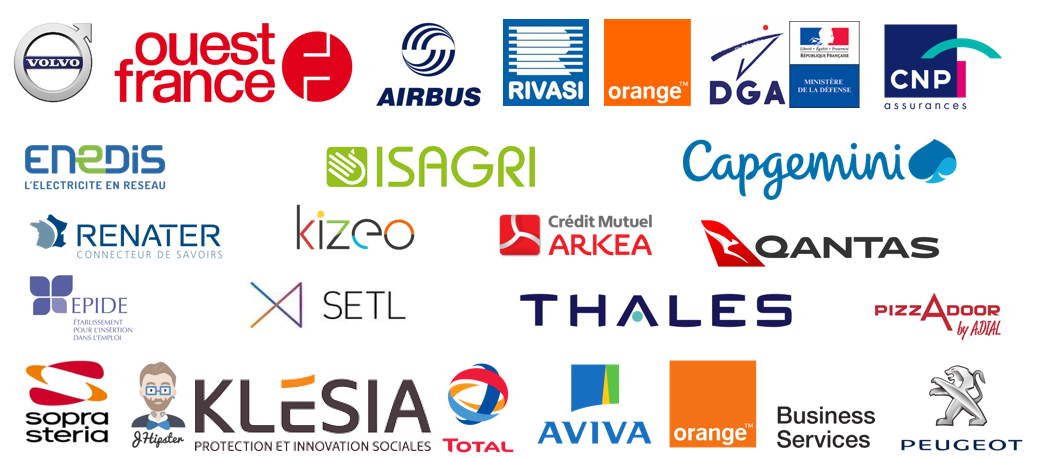 VOLVO
ouest
france
AIRBUS
RIVASI
orange™
DGA
Liberté • Égalité • Fraternité
RÉPUBLIQUE FRANÇAISE
MINISTÈRE
DE LA DÉFENSE
CNP
assurances
enedis
L'ELECTRICITE EN RESEAU
ISAGRI
Capgemini
RENATER
CONNECTEUR DE SAVOIRS
kizeo
Crédit Mutuel
ARKEA
QANTAS
EPIDE
ÉTABLISSEMENT
POUR L'INSERTION
DANS L'EMPLOI
SETL
THALES
PIZZADOOR
by ADIAL
sopra
steria
JHipster
KLESIA
PROTECTION ET INNOVATION SOCIALES
TOTAL
AVIVA
orange™
Business
Services
PEUGEOT